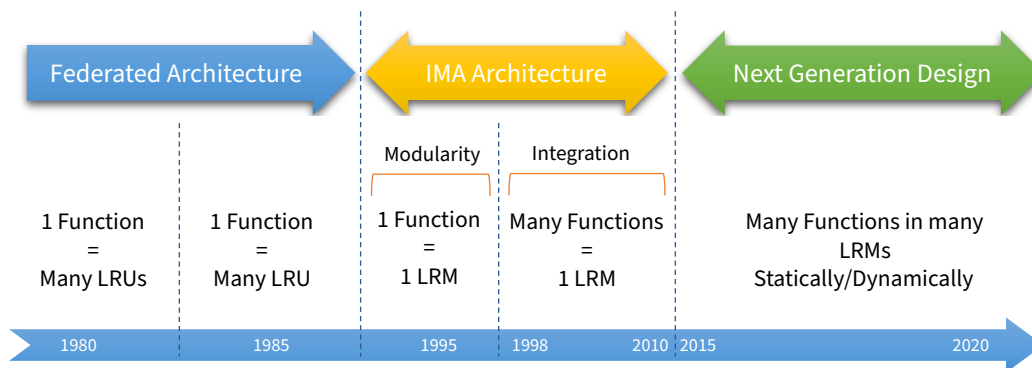 Federated Architecture
IMA Architecture
Next Generation Design
Modularity
Integration
1 Function
=
Many LRUs
1 Function
=
Many LRU
1 Function
=
1 LRM
Many Functions
=
1 LRM
Many Functions in many
LRMs
Statically/Dynamically
1980
1985
1995
1998
2010
2015
2020